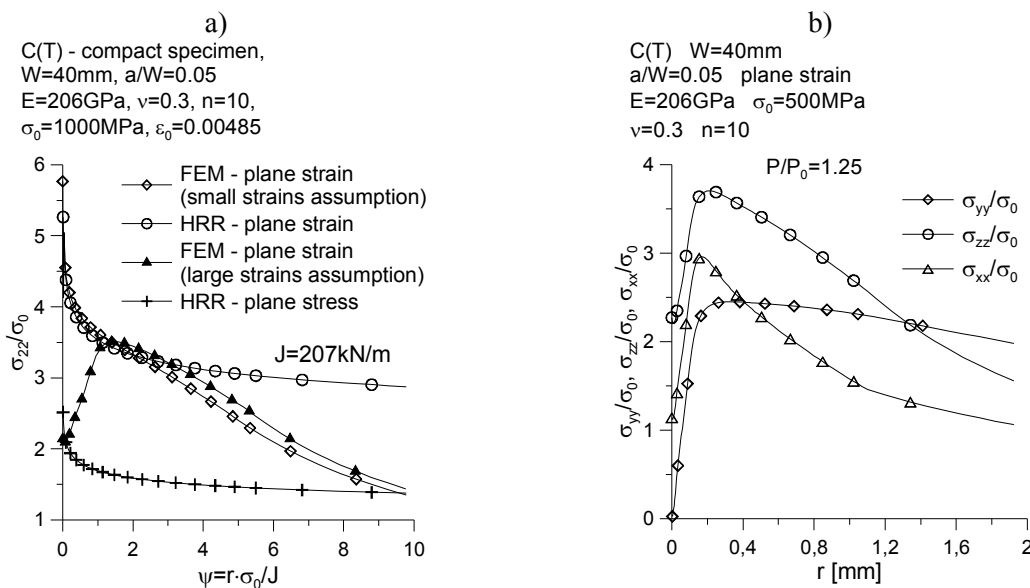 a)
C(T) - compact specimen,
W=40mm, a/W=0.05
E=206GPa, ν=0.3, n=10,
σ0=1000MPa, ε0=0.00485
6
5
4
3
2
1
σ22/σ0
FEM - plane strain
(small strains assumption)
HRR - plane strain
FEM - plane strain
(large strains assumption)
HRR - plane stress
J=207kN/m
0 2 4 6 8 10
ψ=r·σ0/J
b)
C(T) W=40mm
a/W=0.05 plane strain
E=206GPa σ0=500MPa
ν=0.3 n=10
4
3
2
1
0
σyy/σ0, σzz/σ0, σxx/σ0
P/P0=1.25
σyy/σ0
σzz/σ0
σxx/σ0
0 0,4 0,8 1,2 1,6 2
r [mm]